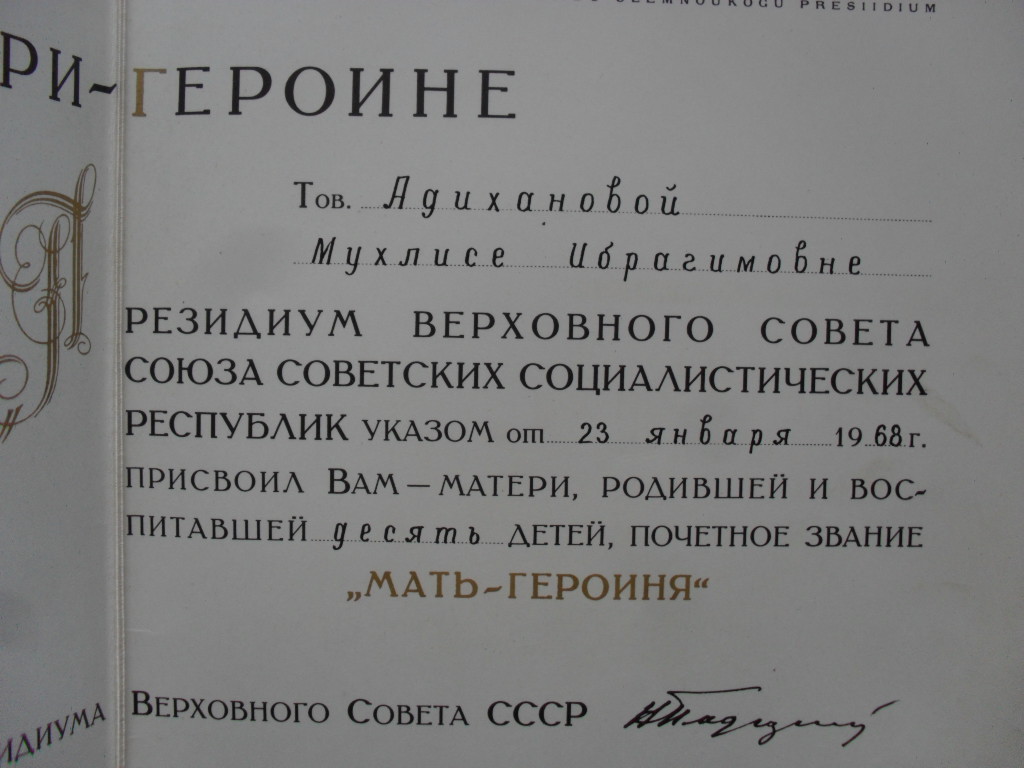 ÜLEMNÕUKOGU PRESIIDIUM
РИ-ГЕРОИНЕ
Тов. Адихановой
Мухлисе Ибрагимовне
П
РЕЗИДИУМ ВЕРХОВНОГО СОВЕТА
СОЮЗА СОВЕТСКИХ СОЦИАЛИСТИЧЕСКИХ
РЕСПУБЛИК УКАЗОМ от 23 января 1968 г.
ПРИСВОИЛ ВАМ — МАТЕРИ, РОДИВШЕЙ И ВОС-
ПИТАВШЕЙ десять ДЕТЕЙ, ПОЧЕТНОЕ ЗВАНИЕ
„МАТЬ-ГЕРОИНЯ“
ИДИУМА ВЕРХОВНОГО СОВЕТА СССР